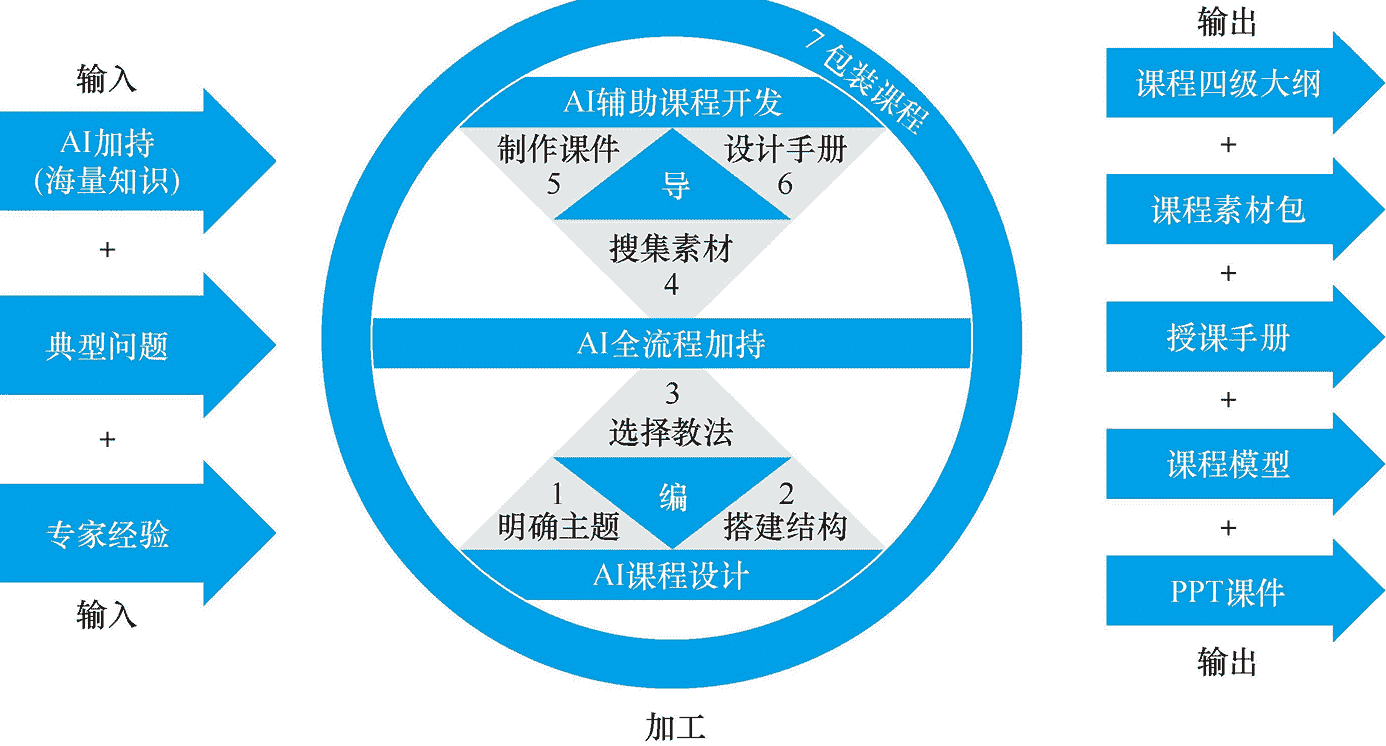 输入
AI加持
(海量知识)
+
典型问题
+
专家经验
输入
7 包装课程
AI辅助课程开发
制作课件
5
导
设计手册
6
搜集素材
4
AI全流程加持
3
选择教法
1
明确主题
编
2
搭建结构
AI课程设计
加工
输出
课程四级大纲
+
课程素材包
+
授课手册
+
课程模型
+
PPT课件
输出